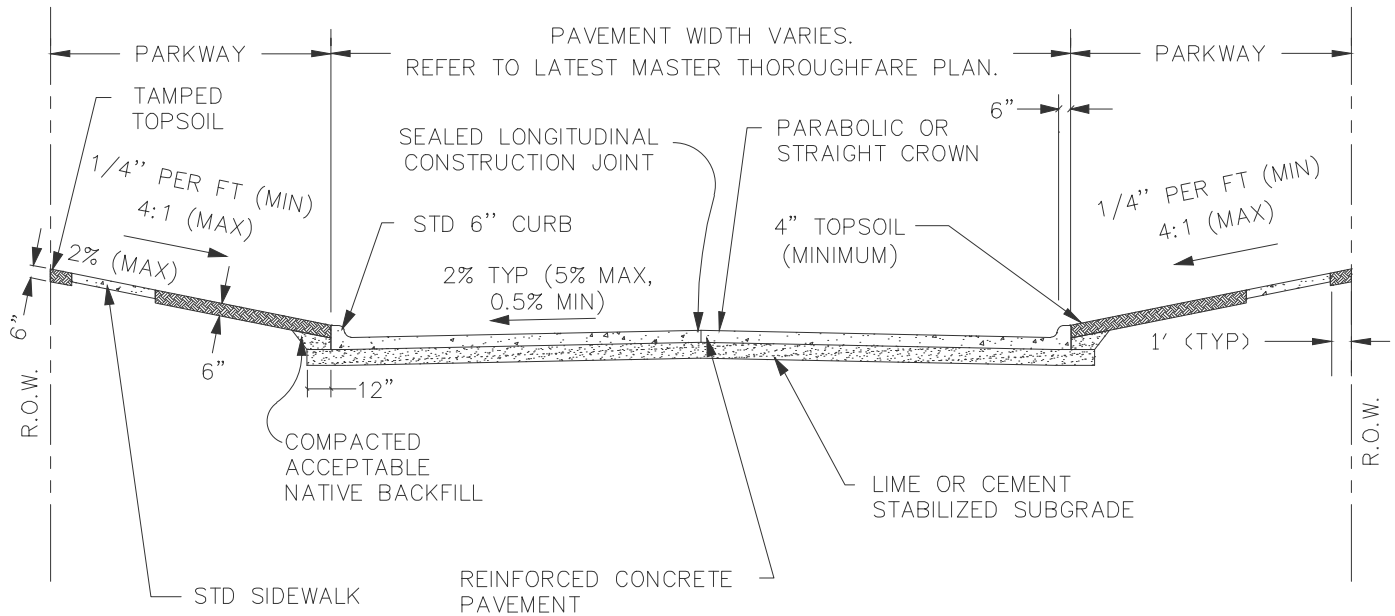 PARKWAY
PAVEMENT WIDTH VARIES.
REFER TO LATEST MASTER THOROUGHFARE PLAN.
PARKWAY
TAMPED
TOPSOIL
6"
SEALED LONGITUDINAL
CONSTRUCTION JOINT
PARABOLIC OR
STRAIGHT CROWN
1/4'' PER FT (MIN)
4:1 (MAX)
1/4'' PER FT (MIN)
4:1 (MAX)
STD 6'' CURB
4" TOPSOIL
(MINIMUM)
2% (MAX)
2% TYP (5% MAX,
0.5% MIN)
6"
6"
1' (TYP)
12"
R.O.W.
R.O.W.
COMPACTED
ACCEPTABLE
NATIVE BACKFILL
LIME OR CEMENT
STABILIZED SUBGRADE
STD SIDEWALK
REINFORCED CONCRETE
PAVEMENT